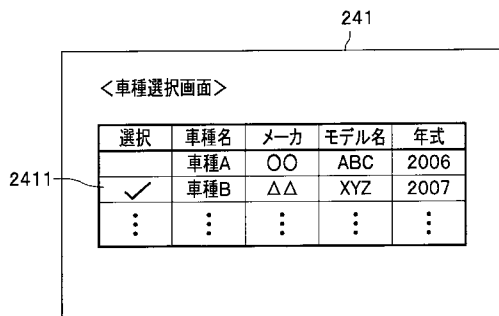 241
<車種選択画面>
選択 車種名 メーカ モデル名 年式
車種A ○○ ABC 2006
2411 ✓ 車種B △△ XYZ 2007
⋮ ⋮ ⋮ ⋮ ⋮